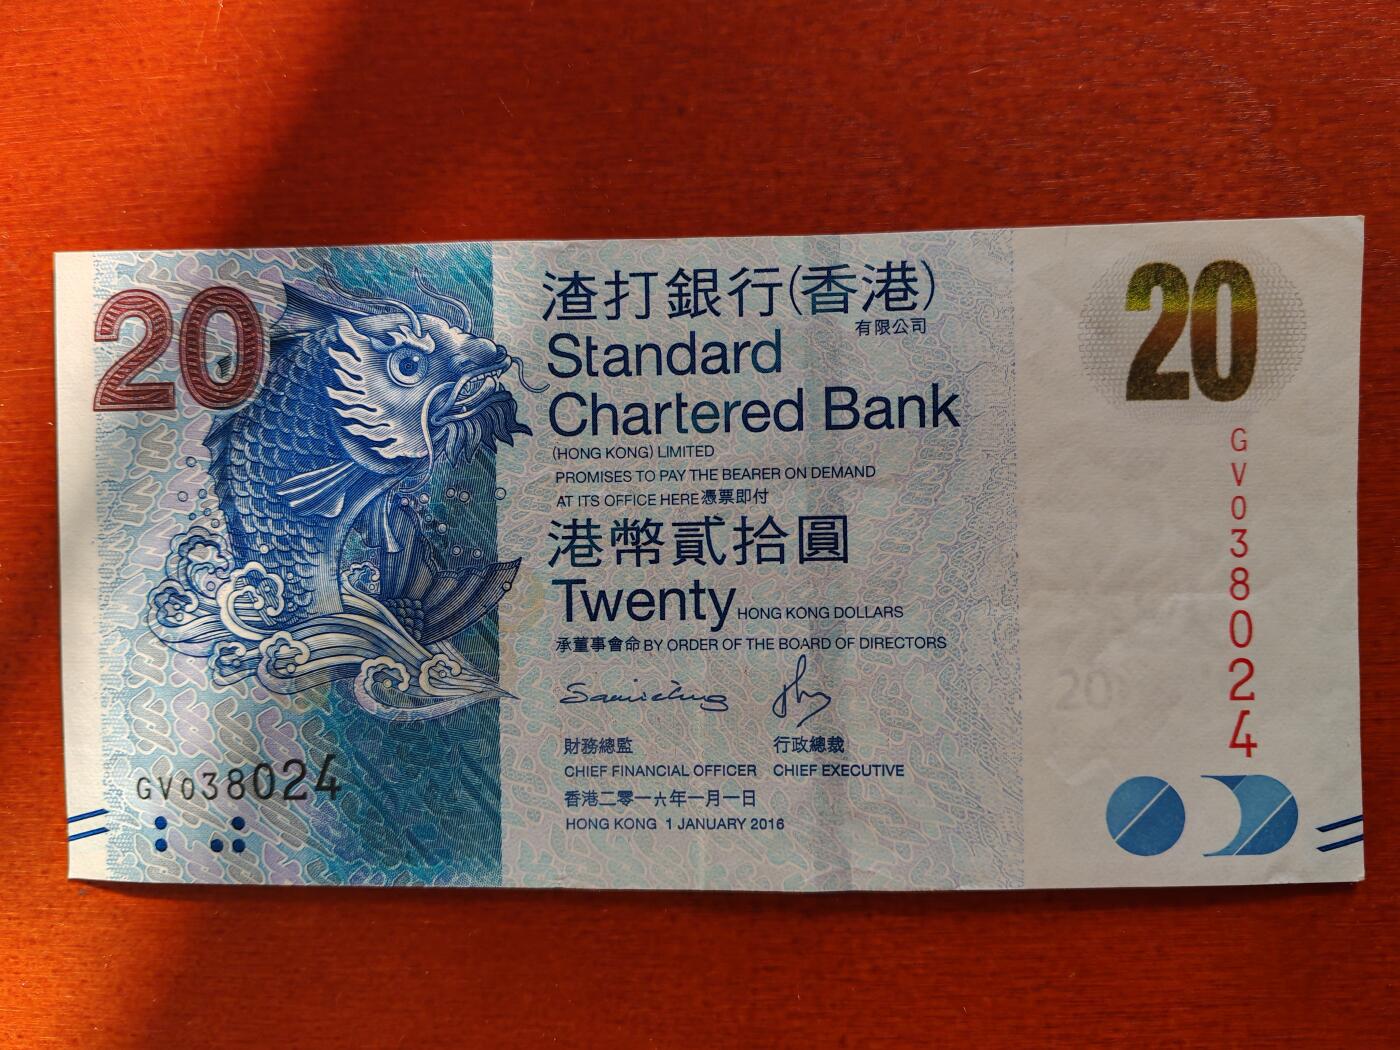 20
渣打銀行(香港)
有限公司
Standard
Chartered Bank
(HONG KONG) LIMITED
PROMISES TO PAY THE BEARER ON DEMAND
AT ITS OFFICE HERE 憑票即付
港幣貳拾圓
Twenty HONG KONG DOLLARS
承董事會命 BY ORDER OF THE BOARD OF DIRECTORS
財務總監 行政總裁
CHIEF FINANCIAL OFFICER CHIEF EXECUTIVE
香港二零一六年一月一日
HONG KONG 1 JANUARY 2016
GV038024
20
GV038024
20